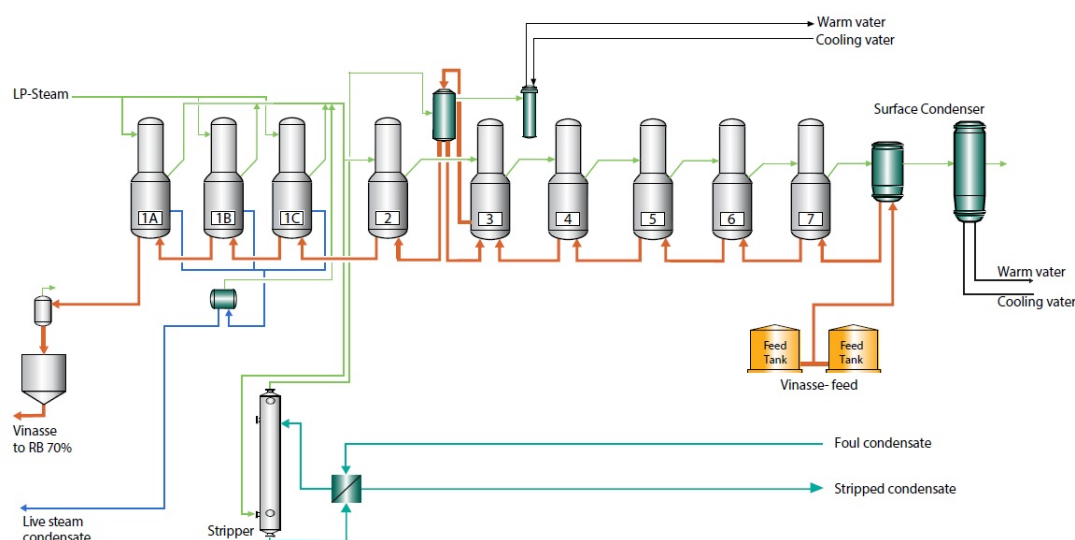 Warm vater
Cooling vater
LP-Steam
Surface Condenser
1A
1B
1C
2
3
4
5
6
7
Warm vater
Cooling vater
Feed
Tank
Feed
Tank
Vinasse- feed
Vinasse
to RB 70%
Foul condensate
Stripped condensate
Live steam
condensate
Stripper